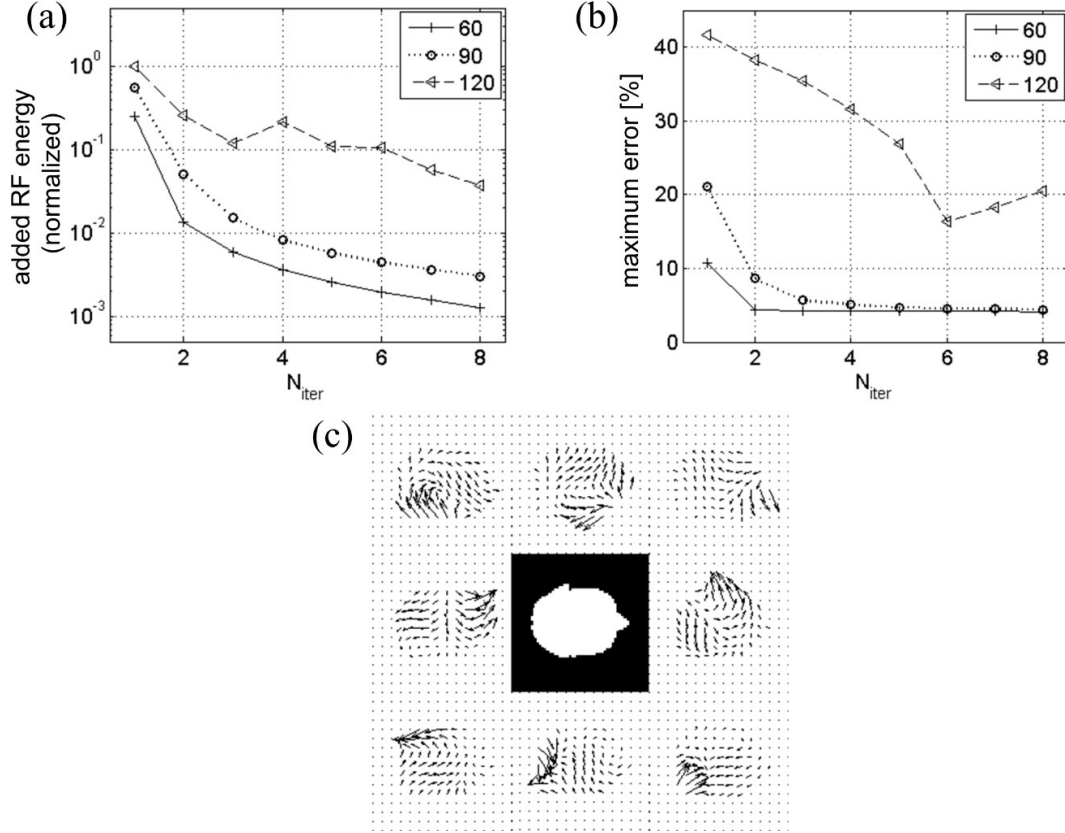 (a)
added RF energy
(normalized)
10^0
10^-1
10^-2
10^-3
2 4 6 8
N_iter
60
90
120
(b)
maximum error [%]
40
30
20
10
0
2 4 6 8
N_iter
60
90
120
(c)